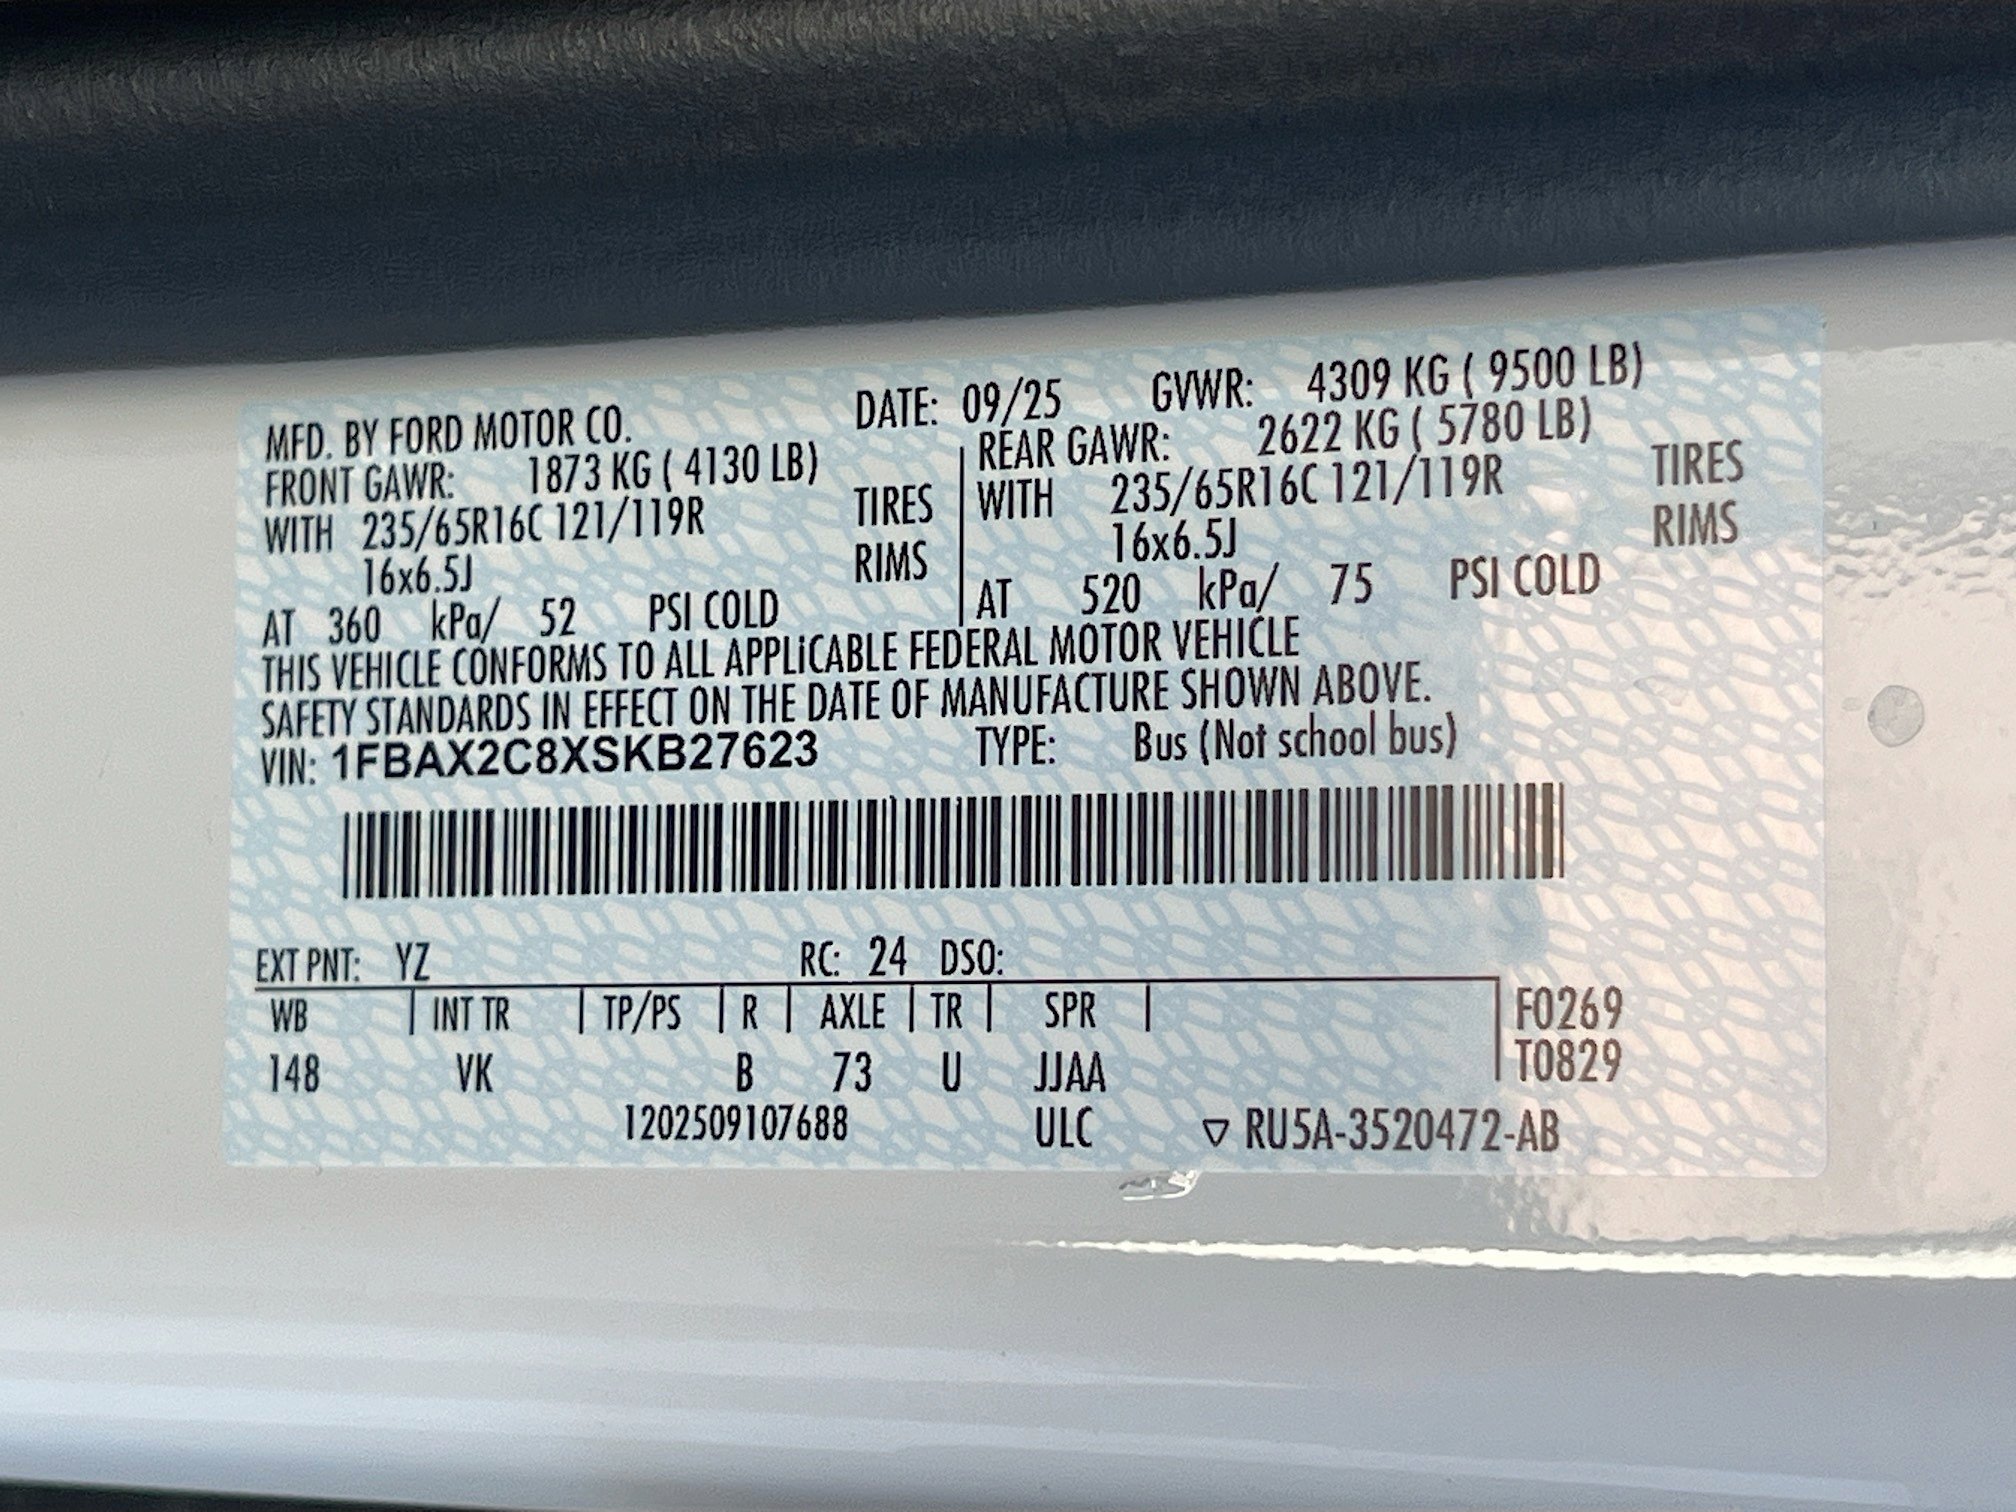 MFD. BY FORD MOTOR CO. DATE: 09/25 GVWR: 4309 KG ( 9500 LB)
FRONT GAWR: 1873 KG ( 4130 LB) REAR GAWR: 2622 KG ( 5780 LB)
WITH 235/65R16C 121/119R TIRES WITH 235/65R16C 121/119R TIRES
16x6.5J RIMS 16x6.5J RIMS
AT 360 kPa/ 52 PSI COLD AT 520 kPa/ 75 PSI COLD
THIS VEHICLE CONFORMS TO ALL APPLiCABLE FEDERAL MOTOR VEHICLE
SAFETY STANDARDS IN EFFECT ON THE DATE OF MANUFACTURE SHOWN ABOVE.
VIN: 1FBAX2C8XSKB27623 TYPE: Bus (Not school bus)
EXT PNT: YZ RC: 24 DSO:
WB | INT TR | TP/PS | R | AXLE | TR | SPR | F0269
148 VK B 73 U JJAA T0829
1202509107688 ULC ▽ RU5A-3520472-AB